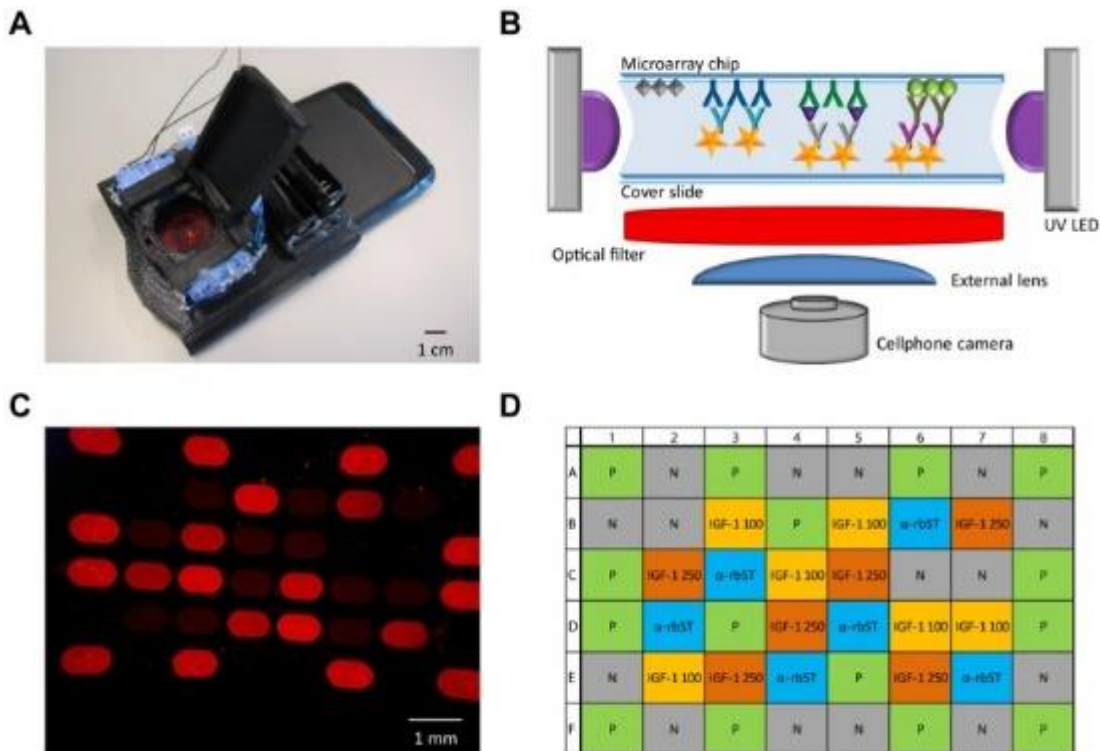 A
1 cm
B
Microarray chip
Cover slide
UV LED
Optical filter
External lens
Cellphone camera
C
1 mm
D
1 2 3 4 5 6 7 8
A P N P N N P N P
B N N IGF-1 100 P IGF-1 100 α-rbST IGF-1 250 N
C P IGF-1 250 α-rbST IGF-1 100 IGF-1 250 N N P
D P α-rbST P IGF-1 250 α-rbST IGF-1 100 IGF-1 100 P
E N IGF-1 100 IGF-1 250 α-rbST P IGF-1 250 α-rbST N
F P N P N N P N P